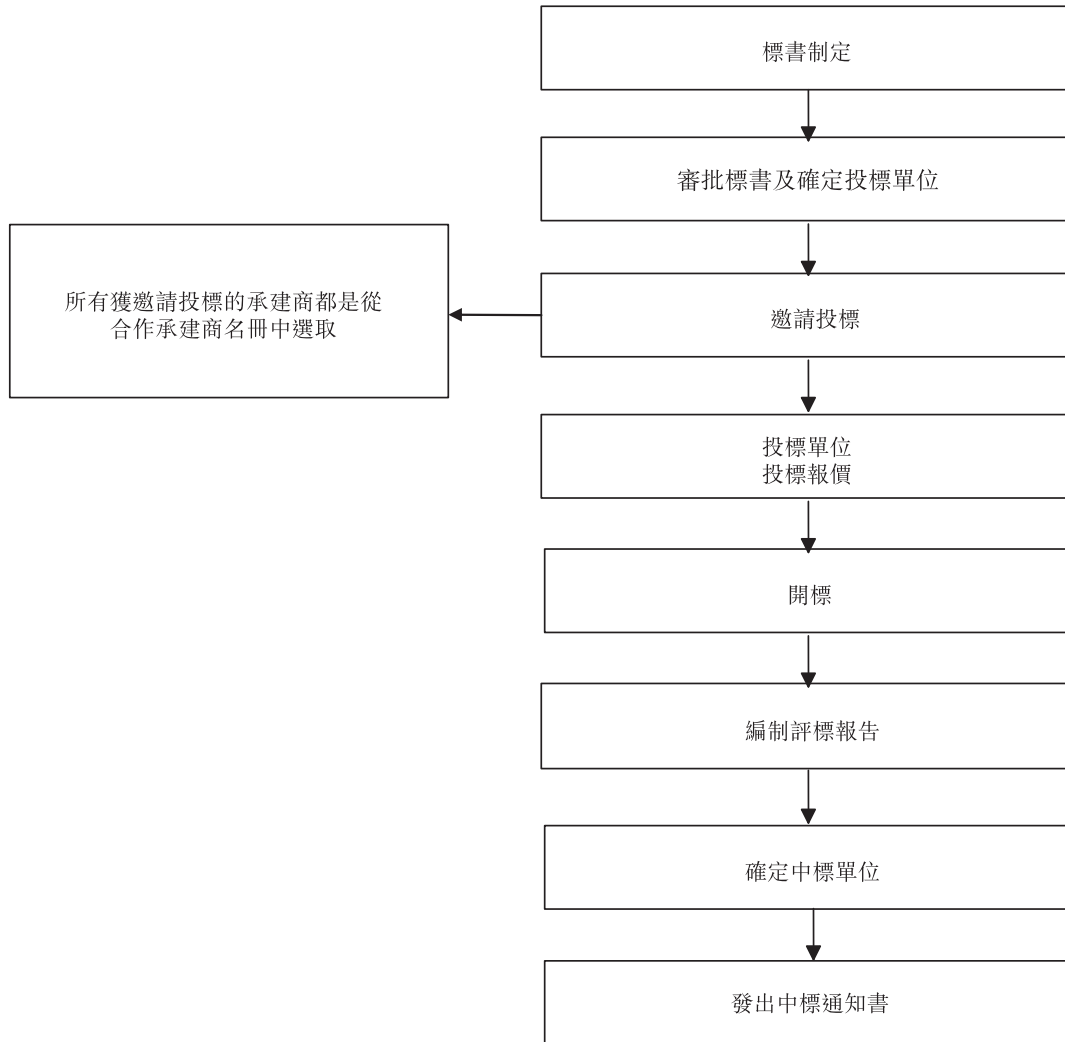 標書制定
審批標書及確定投標單位
所有獲邀請投標的承建商都是從
合作承建商名冊中選取
邀請投標
投標單位
投標報價
開標
編制評標報告
確定中標單位
發出中標通知書